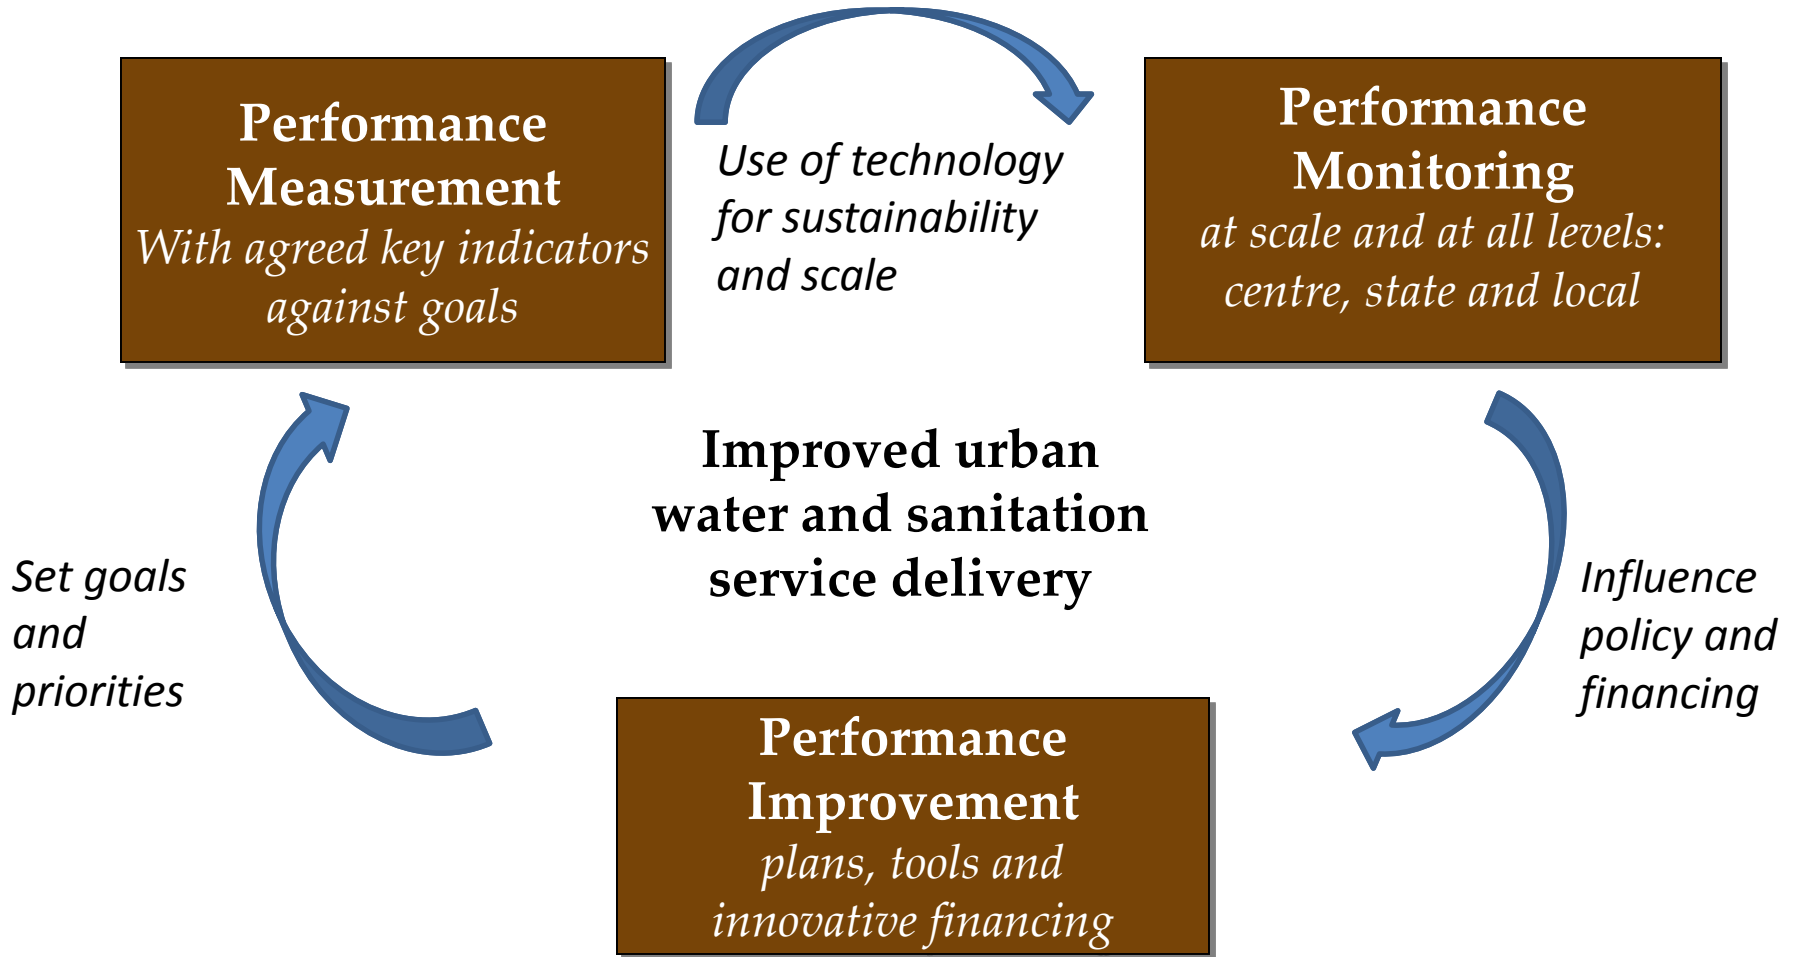 Performance
Measurement
With agreed key indicators
against goals
Use of technology
for sustainability
and scale
Performance
Monitoring
at scale and at all levels:
centre, state and local
Improved urban
water and sanitation
service delivery
Set goals
and
priorities
Influence
policy and
financing
Performance
Improvement
plans, tools and
innovative financing